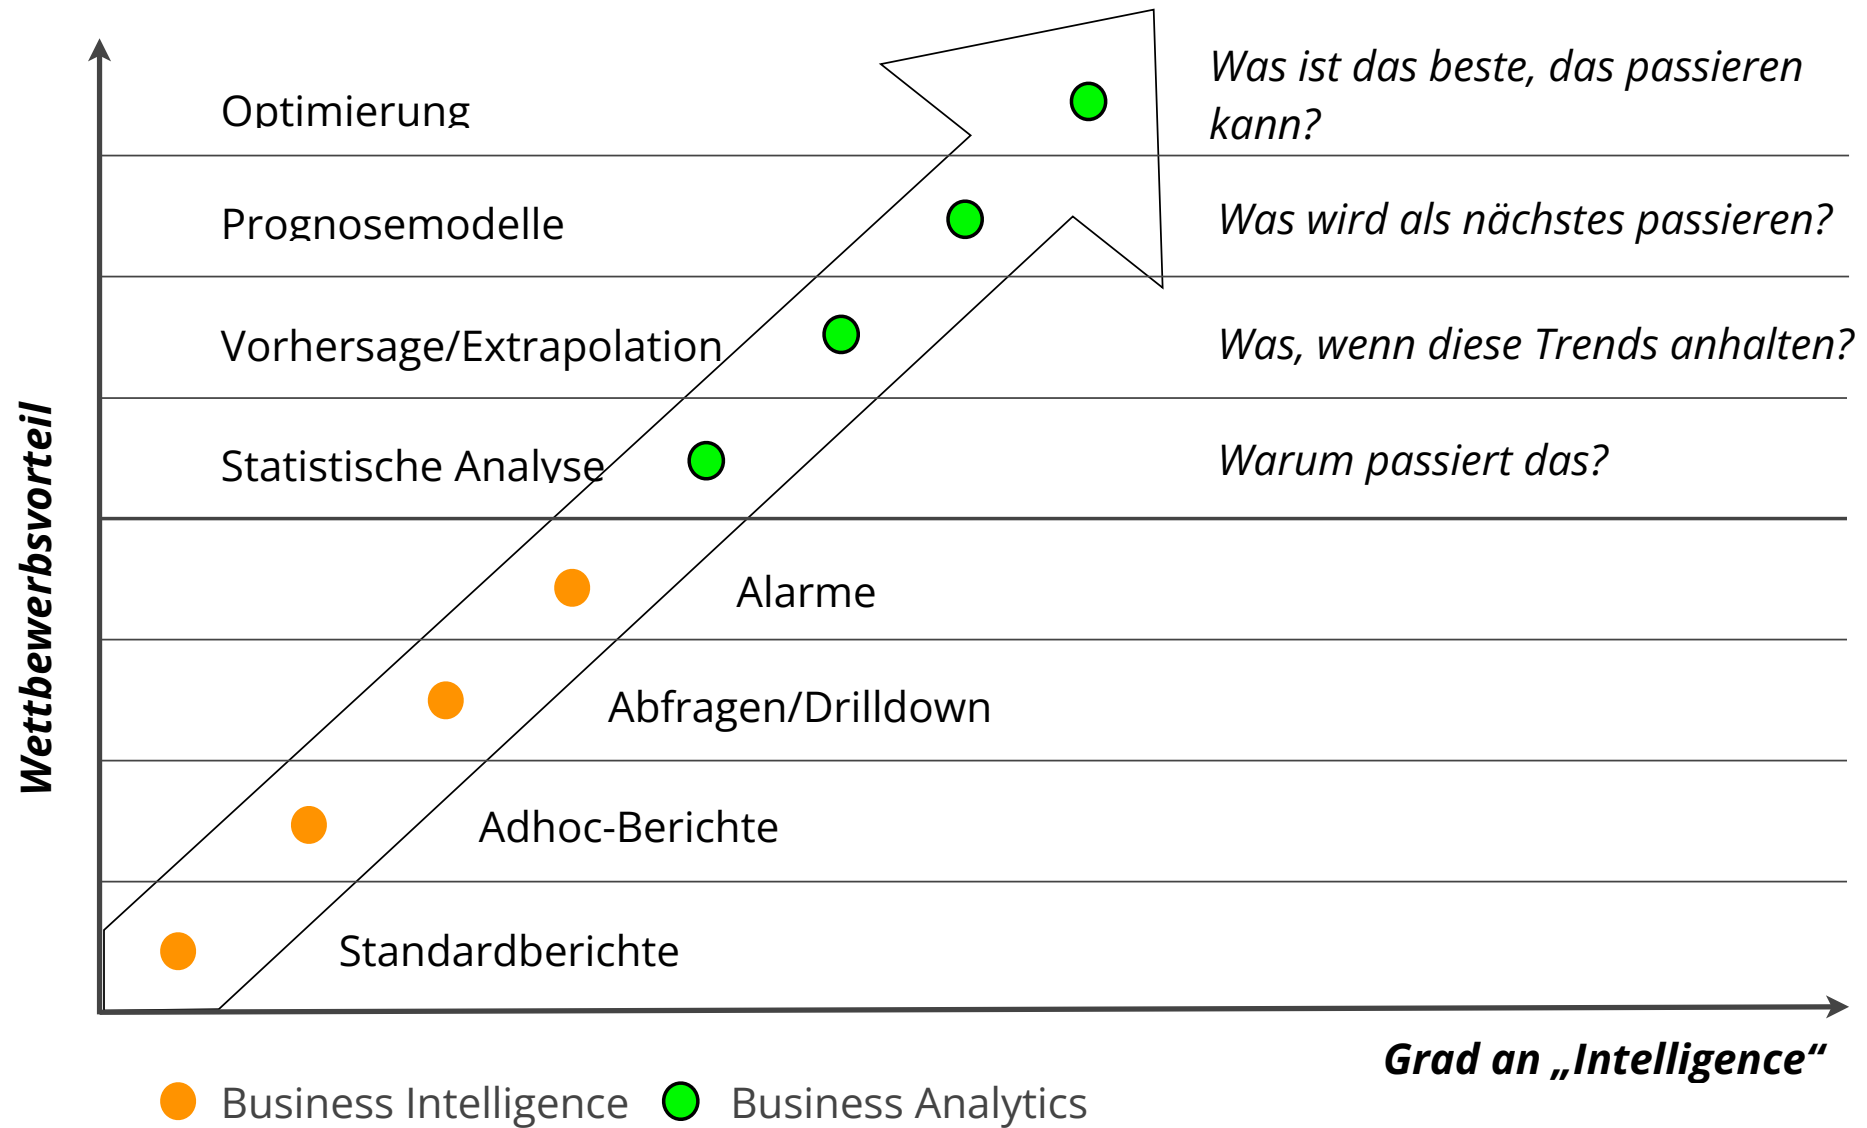 Optimierung
Was ist das beste, das passieren
kann?
Prognosemodelle
Was wird als nächstes passieren?
Vorhersage/Extrapolation
Was, wenn diese Trends anhalten?
Statistische Analyse
Warum passiert das?
Alarme
Abfragen/Drilldown
Adhoc-Berichte
Standardberichte
Wettbewerbsvorteil
Grad an „Intelligence“
Business Intelligence
Business Analytics